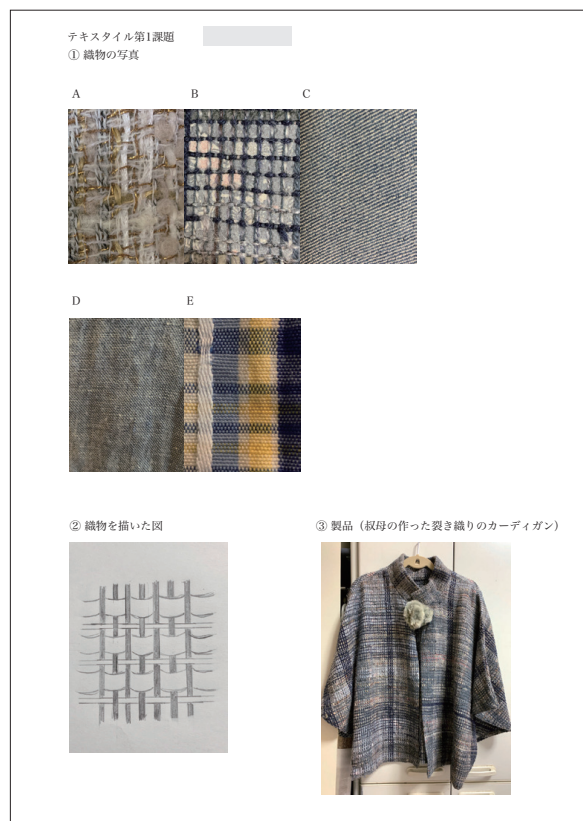 テキスタイル第1課題
① 織物の写真
A B C
D E
② 織物を描いた図
③ 製品（叔母の作った裂き織りのカーディガン）